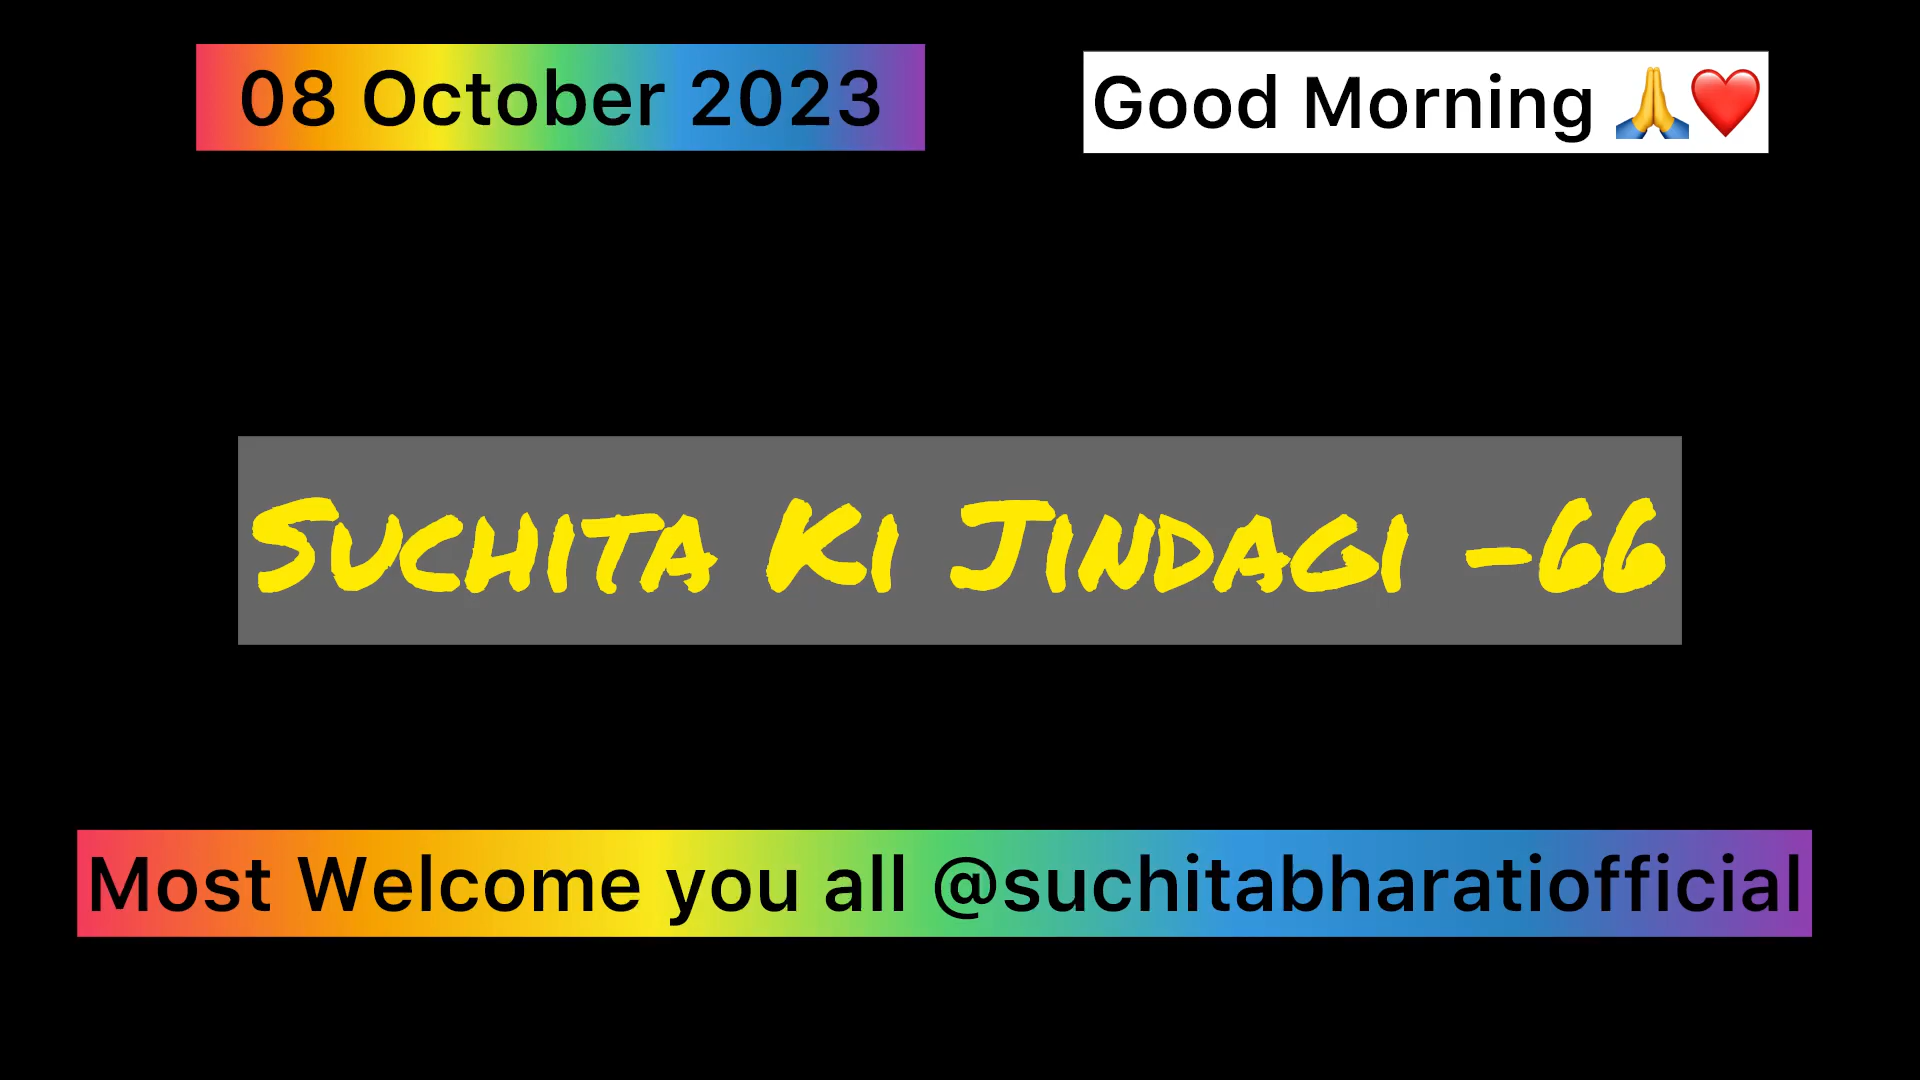 08 October 2023
Good Morning 🙏❤️
Suchita Ki Jindagi -66
Most Welcome you all @suchitabharatiofficial